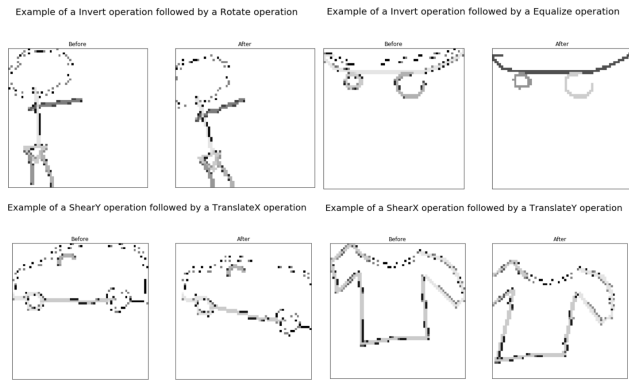 Example of a Invert operation followed by a Rotate operation
Example of a Invert operation followed by a Equalize operation
Before
After
Before
After
Example of a ShearY operation followed by a TranslateX operation
Example of a ShearX operation followed by a TranslateY operation
Before
After
Before
After